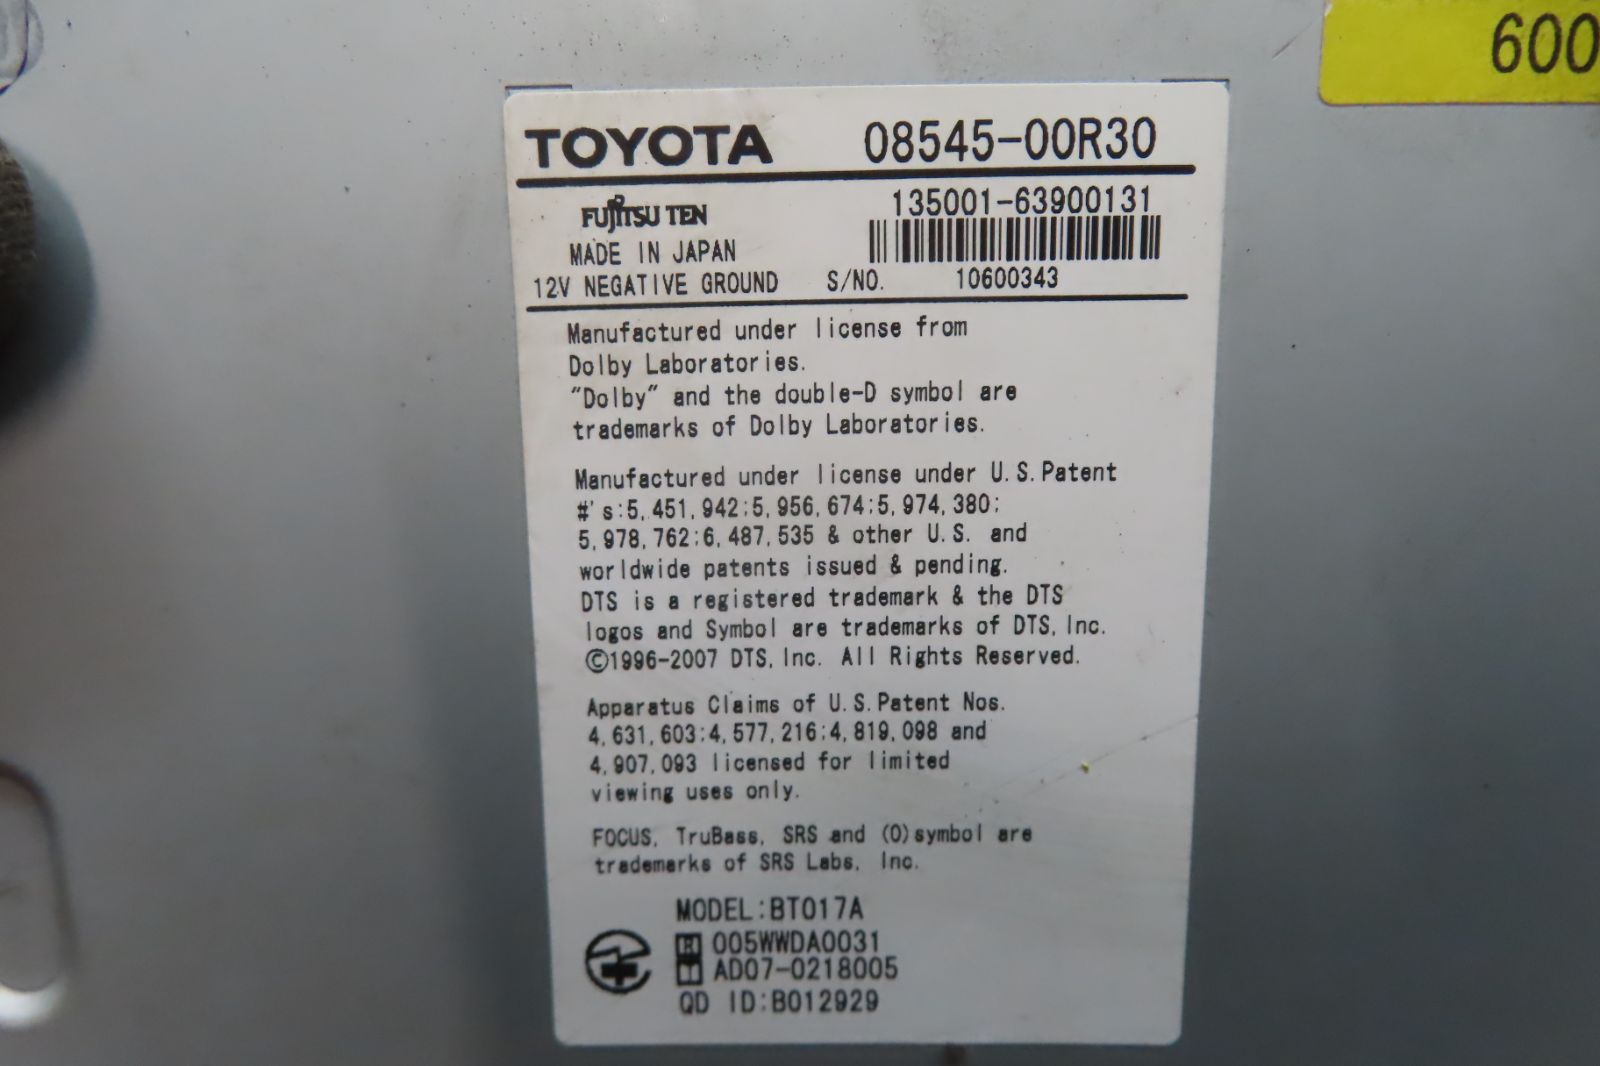 600
TOYOTA 08545-00R30
FUJITSU TEN 135001-63900131
MADE IN JAPAN
12V NEGATIVE GROUND S/NO. 10600343
Manufactured under license from
Dolby Laboratories.
"Dolby" and the double-D symbol are
trademarks of Dolby Laboratories.
Manufactured under license under U.S.Patent
#'s:5,451,942;5,956,674;5,974,380;
5,978,762;6,487,535 & other U.S. and
worldwide patents issued & pending.
DTS is a registered trademark & the DTS
logos and Symbol are trademarks of DTS, Inc.
©1996-2007 DTS, Inc. All Rights Reserved.
Apparatus Claims of U.S.Patent Nos.
4,631,603;4,577,216;4,819,098 and
4,907,093 licensed for limited
viewing uses only.
FOCUS, TruBass, SRS and (O)symbol are
trademarks of SRS Labs, Inc.
MODEL:BT017A
R 005WWDA0031
T AD07-0218005
QD ID:B012929